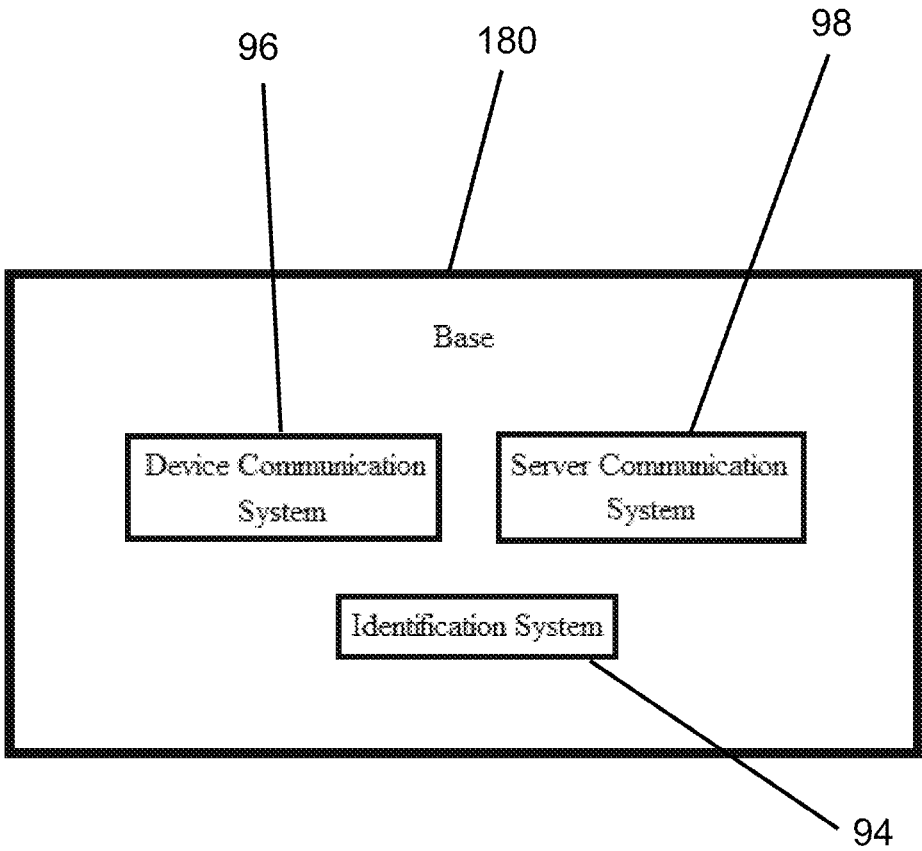 96
180
98
Base
Device Communication
System
Server Communication
System
Identification System
94